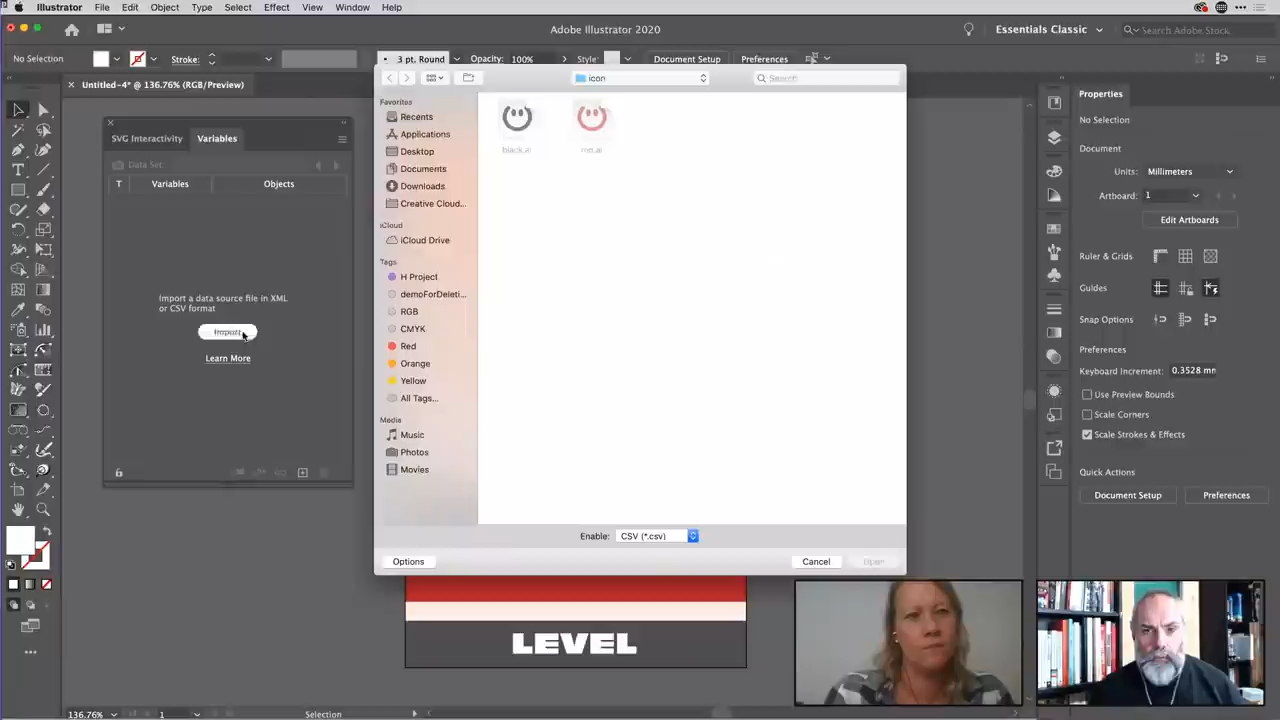 Illustrator File Edit Object Type Select Effect View Window Help
Adobe Illustrator 2020
Essentials Classic
Search Adobe Stock
No Selection
Stroke:
3 pt. Round
Opacity: 100%
Style:
Document Setup
Preferences
Untitled-4* @ 136.76% (RGB/Preview)
SVG Interactivity
Variables
Data Set:
T
Variables
Objects
Import a data source file in XML
or CSV format
Import...
Learn More
icon
Search
Favorites
Recents
Applications
Desktop
Documents
Downloads
Creative Cloud...
iCloud
iCloud Drive
Tags
H Project
demoForDeleti...
RGB
CMYK
Red
Orange
Yellow
All Tags...
Media
Music
Photos
Movies
black.ai
Enable:
CSV (*.csv)
Options
Cancel
Open
LEVEL
Properties
No Selection
Document
Units:
Millimeters
Artboard:
1
Edit Artboards
Ruler & Grids
Guides
Snap Options
Preferences
Keyboard Increment:
0.3528 mm
Use Preview Bounds
Scale Corners
Scale Strokes & Effects
Quick Actions
Document Setup
Preferences
136.76%
1
Selection